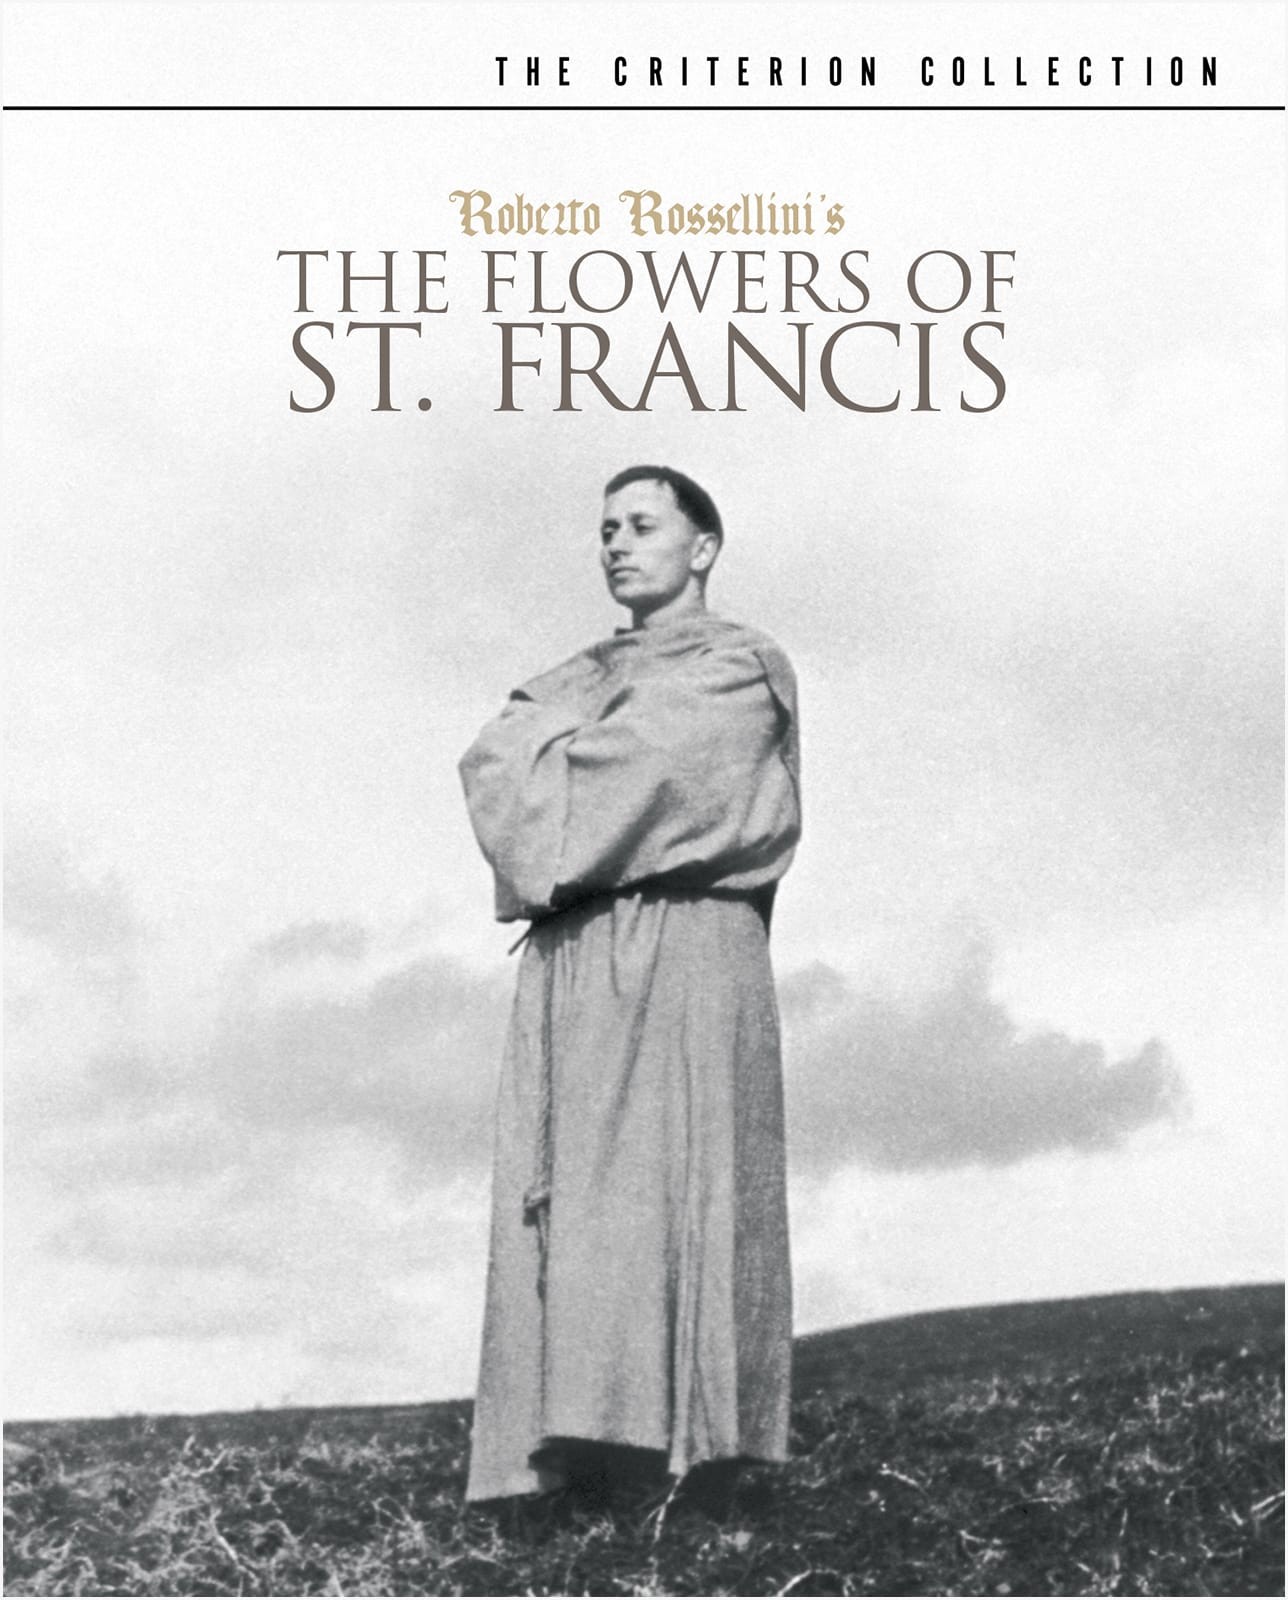 THE CRITERION COLLECTION
Roberto Rossellini's
THE FLOWERS OF
ST. FRANCIS